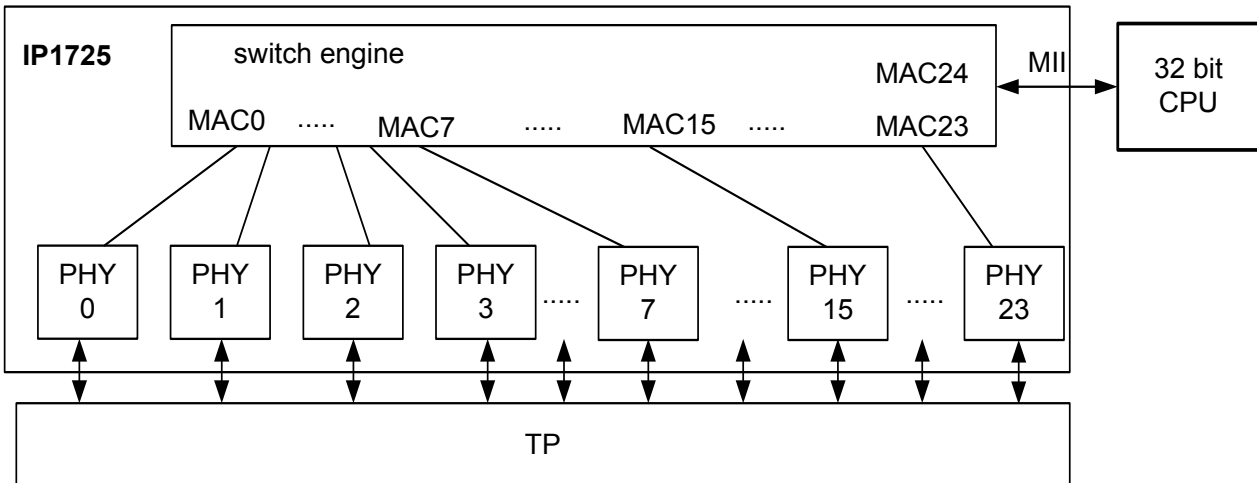 IP1725
switch engine
MAC24
MII
32 bit
CPU
MAC0 ..... MAC7 ..... MAC15 ..... MAC23
PHY
0
PHY
1
PHY
2
PHY
3
.....
PHY
7
.....
PHY
15
.....
PHY
23
TP